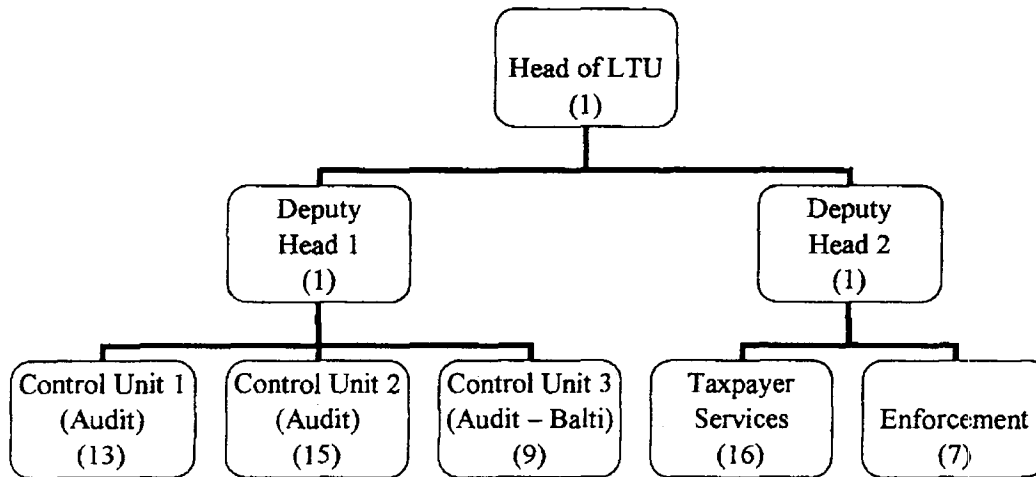 Head of LTU
(1)
Deputy
Head 1
(1)
Deputy
Head 2
(1)
Control Unit 1
(Audit)
(13)
Control Unit 2
(Audit)
(15)
Control Unit 3
(Audit – Balti)
(9)
Taxpayer
Services
(16)
Enforcement
(7)